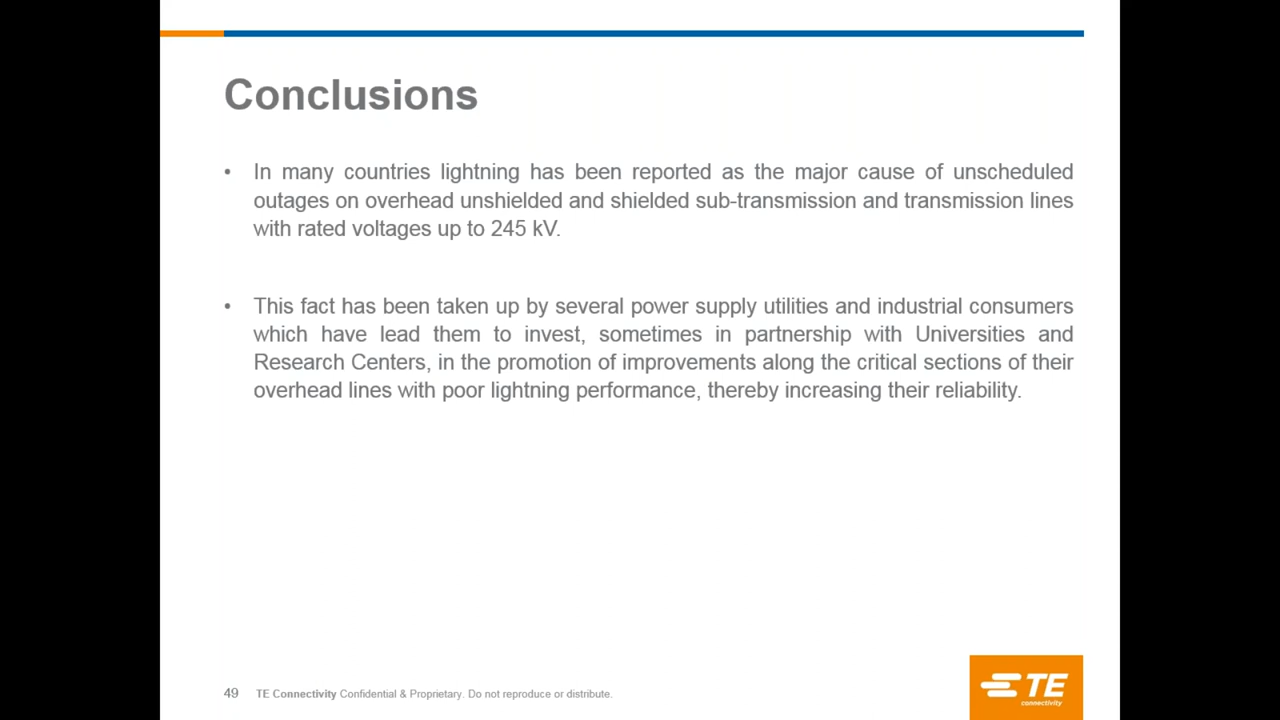 Conclusions
• In many countries lightning has been reported as the major cause of unscheduled
outages on overhead unshielded and shielded sub-transmission and transmission lines
with rated voltages up to 245 kV.
• This fact has been taken up by several power supply utilities and industrial consumers
which have lead them to invest, sometimes in partnership with Universities and
Research Centers, in the promotion of improvements along the critical sections of their
overhead lines with poor lightning performance, thereby increasing their reliability.
49 TE Connectivity Confidential & Proprietary. Do not reproduce or distribute.
TE
connectivity